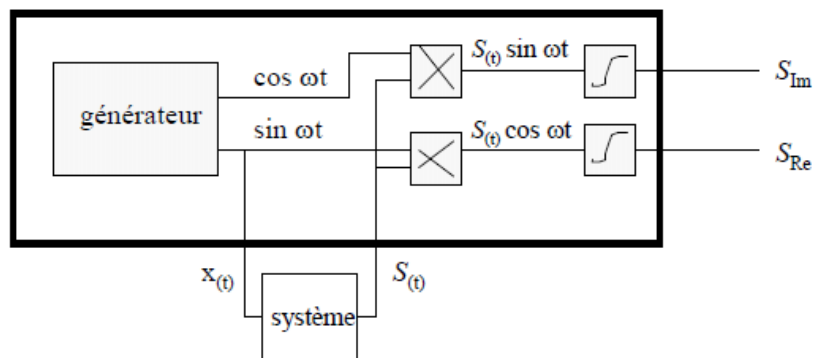 générateur
cos ωt
sin ωt
S(t) sin ωt
S(t) cos ωt
SIm
SRe
x(t)
S(t)
système